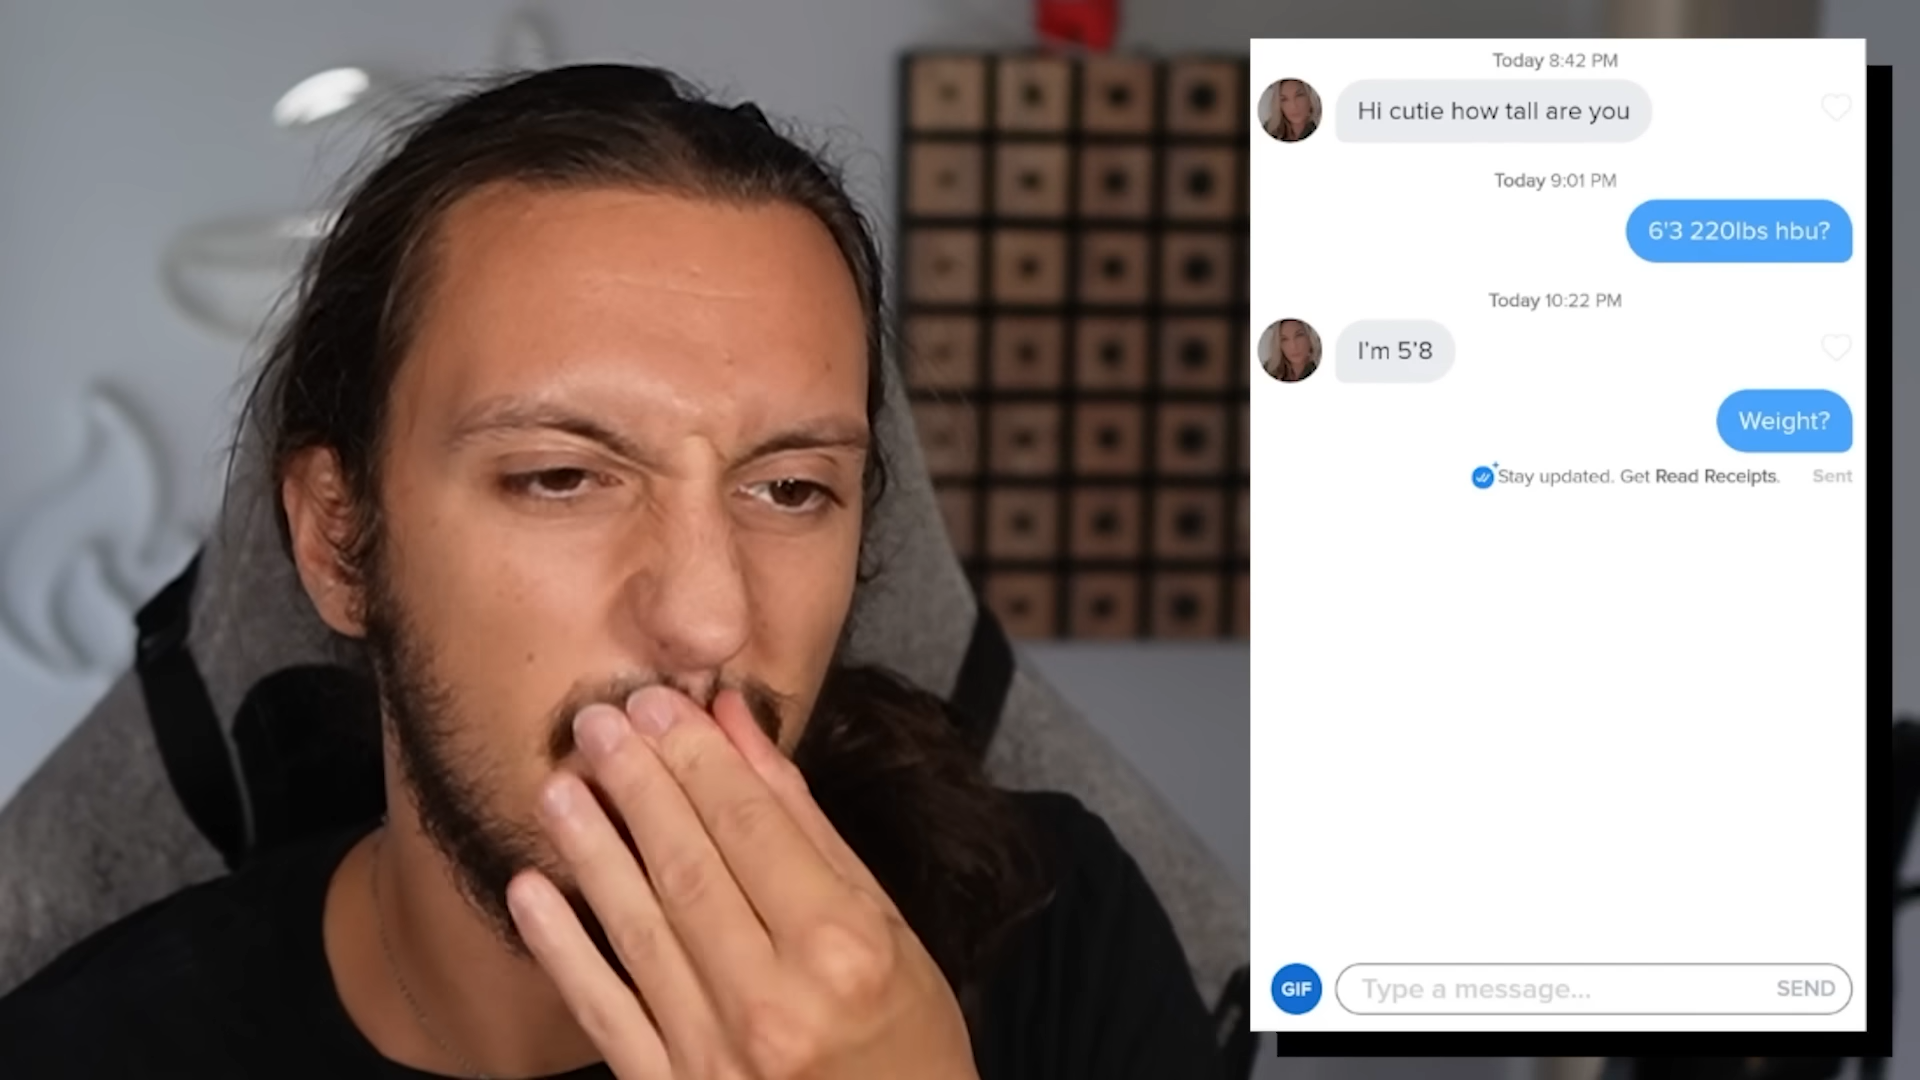 Today 8:42 PM
Hi cutie how tall are you
Today 9:01 PM
6'3 220lbs hbu?
Today 10:22 PM
I'm 5'8
Weight?
Stay updated. Get Read Receipts. Sent
GIF Type a message... SEND